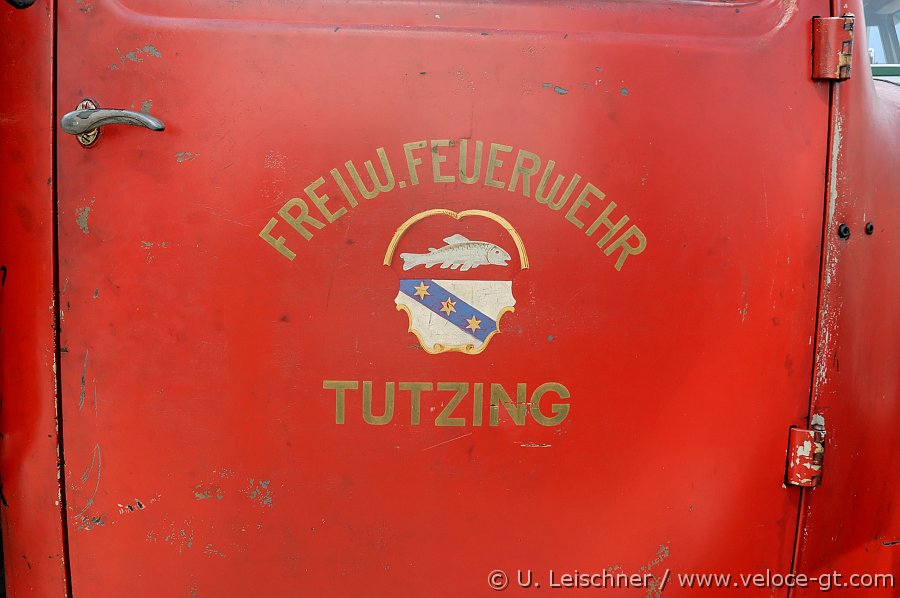 FREIW. FEUERWEHR
TUTZING
© U. Leischner / www.veloce-gt.com